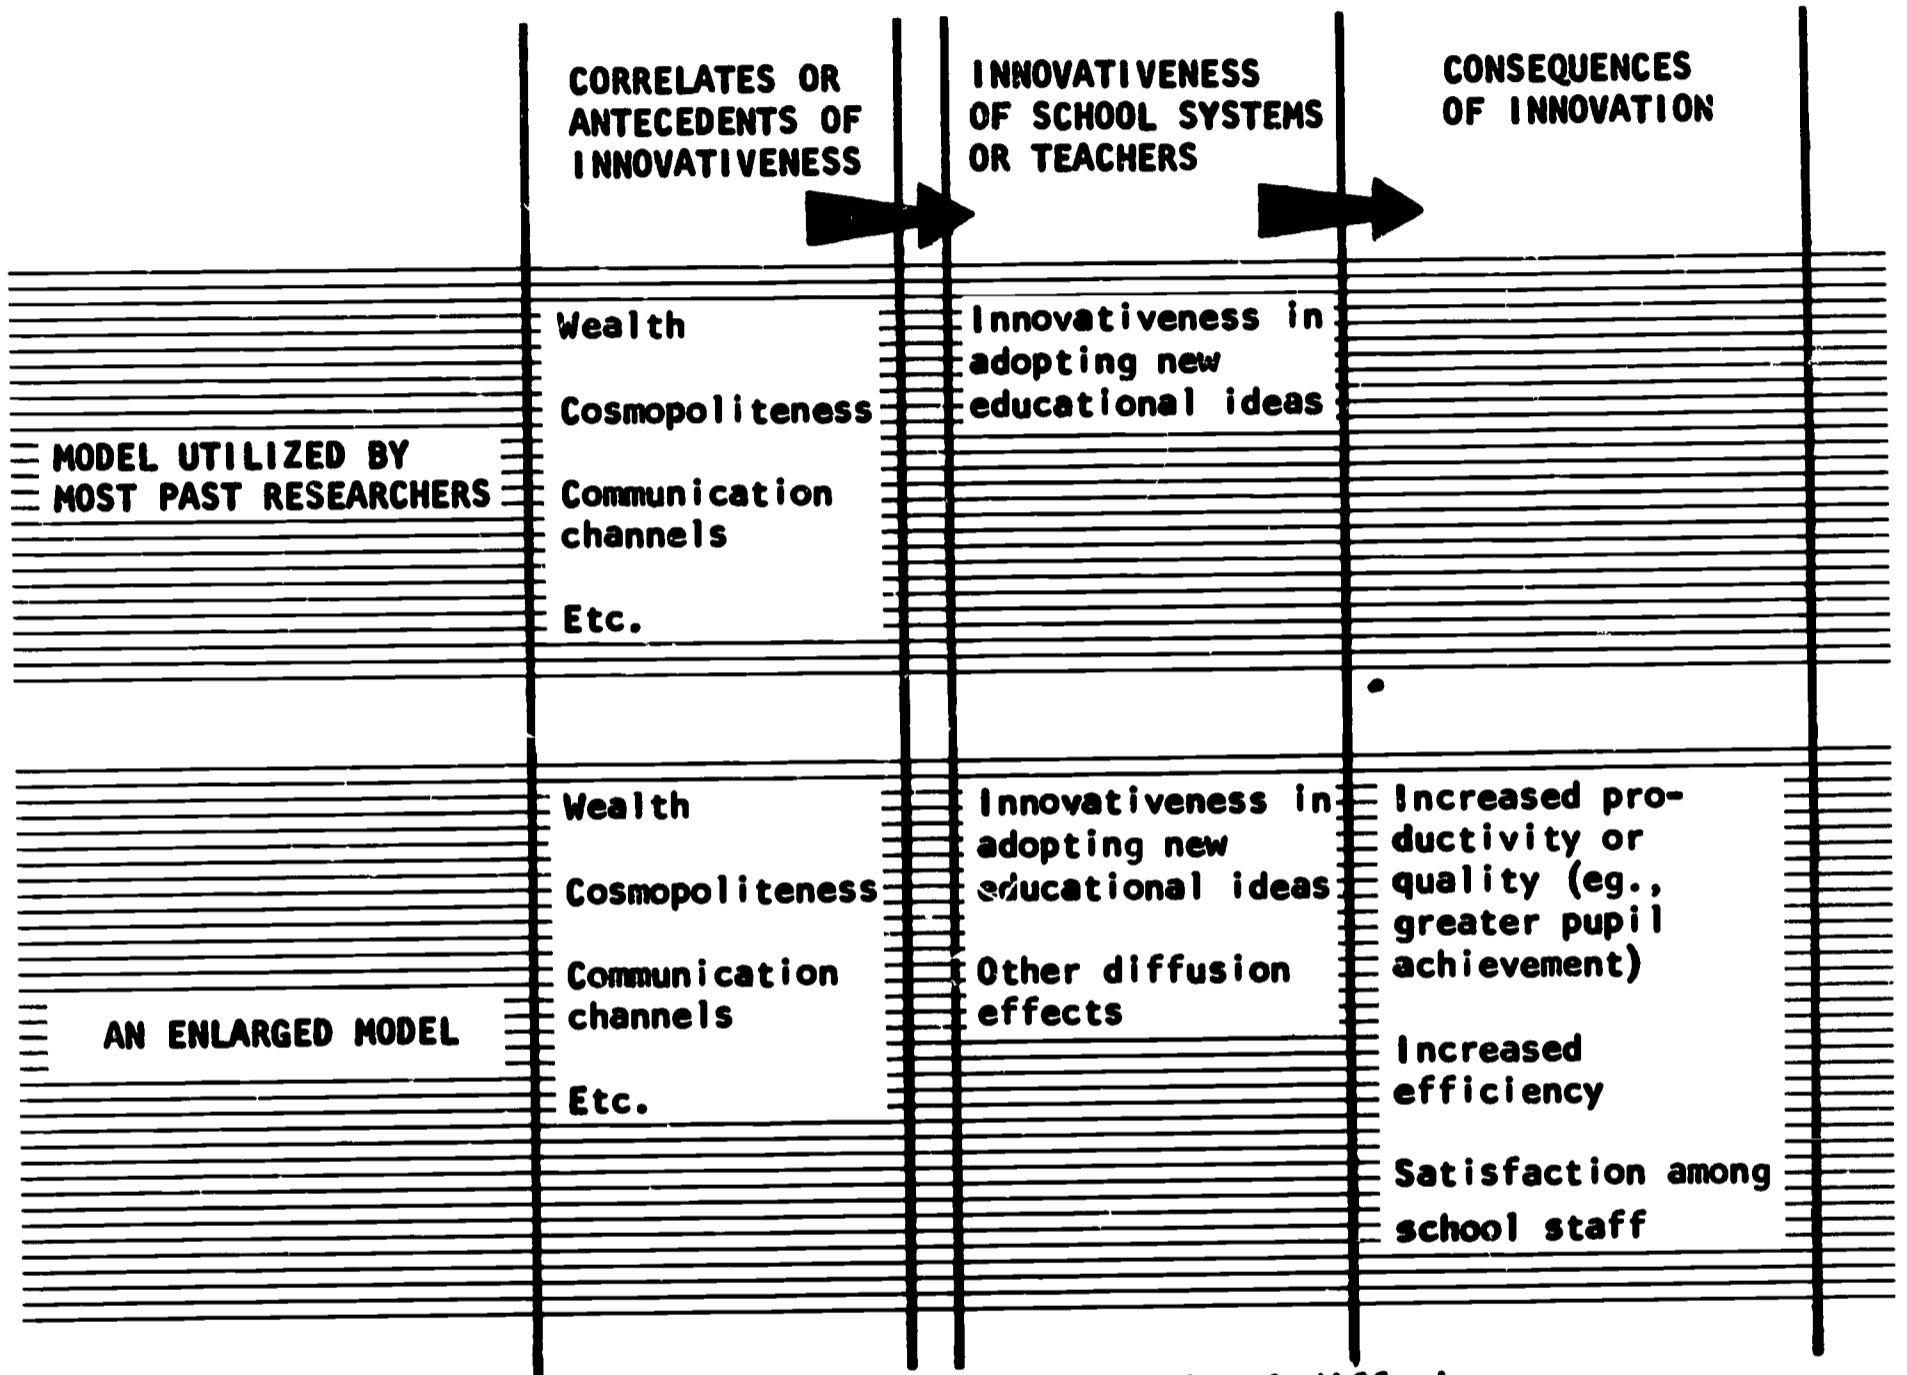 CORRELATES OR
ANTECEDENTS OF
INNOVATIVENESS
INNOVATIVENESS
OF SCHOOL SYSTEMS
OR TEACHERS
CONSEQUENCES
OF INNOVATION
MODEL UTILIZED BY
MOST PAST RESEARCHERS
Wealth
Cosmopoliteness
Communication
channels
Etc.
Innovativeness in
adopting new
educational ideas
AN ENLARGED MODEL
Wealth
Cosmopoliteness
Communication
channels
Etc.
Innovativeness in
adopting new
educational ideas
Other diffusion
effects
Increased pro-
ductivity or
quality (eg.,
greater pupil
achievement)
Increased
efficiency
Satisfaction among
school staff